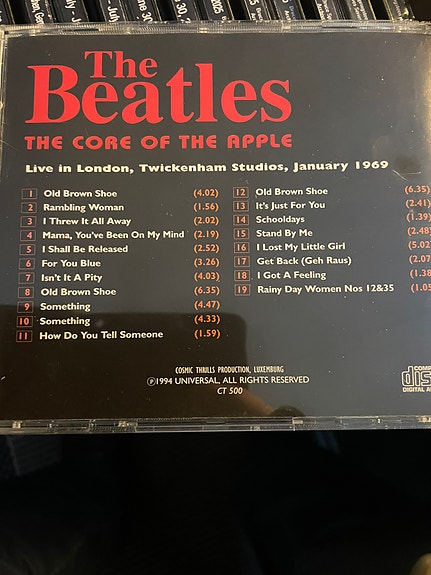 The
Beatles
THE CORE OF THE APPLE
Live in London, Twickenham Studios, January 1969
1 Old Brown Shoe (4.02)
2 Rambling Woman (1.56)
3 I Threw It All Away (2.02)
4 Mama, You've Been On My Mind (2.19)
5 I Shall Be Released (2.52)
6 For You Blue (3.26)
7 Isn't It A Pity (4.03)
8 Old Brown Shoe (6.35)
9 Something (4.47)
10 Something (4.33)
11 How Do You Tell Someone (1.59)
12 Old Brown Shoe (6.35)
13 It's Just For You (2.41)
14 Schooldays (1.39)
15 Stand By Me (2.48)
16 I Lost My Little Girl (5.02)
17 Get Back (Geh Raus) (2.07
18 I Got A Feeling (1.38
19 Rainy Day Women Nos 12&35 (1.05
COSMIC THRILLS PRODUCTION, LUXEMBURG
℗1994 UNIVERSAL, ALL RIGHTS RESERVED
CT 500
COMP
dis
DIGITAL A